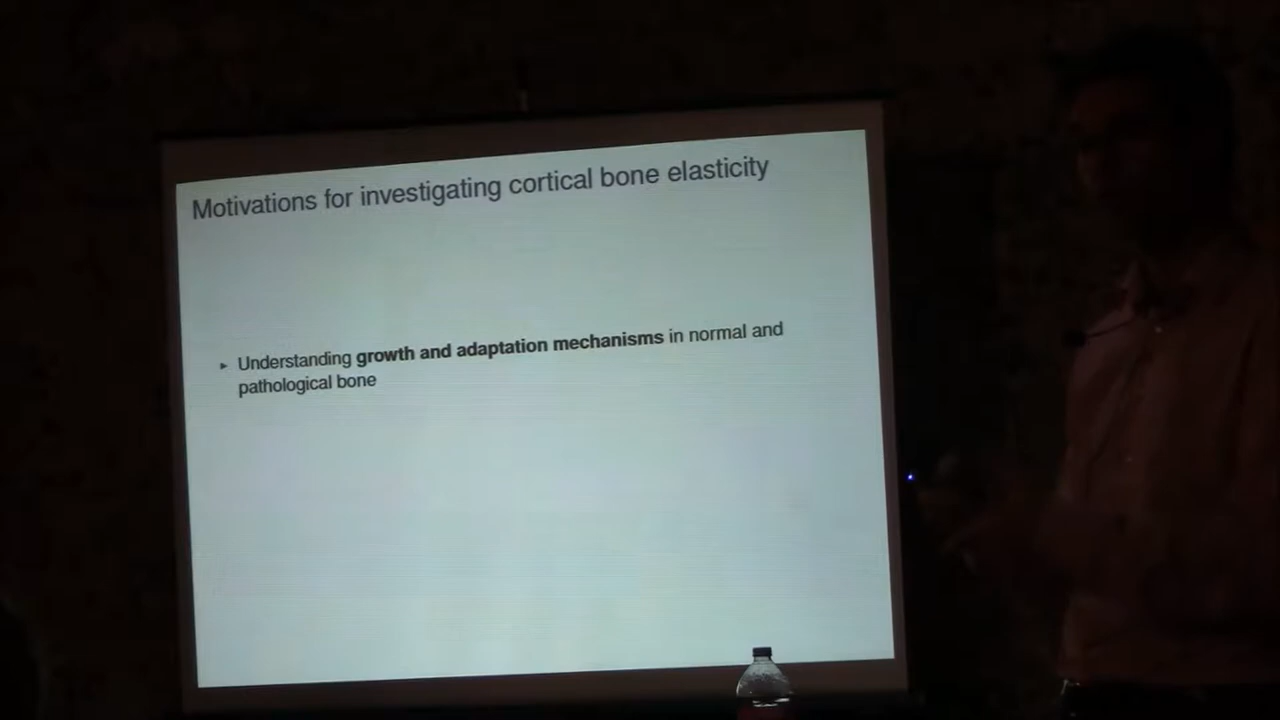 Motivations for investigating cortical bone elasticity
Understanding growth and adaptation mechanisms in normal and
pathological bone